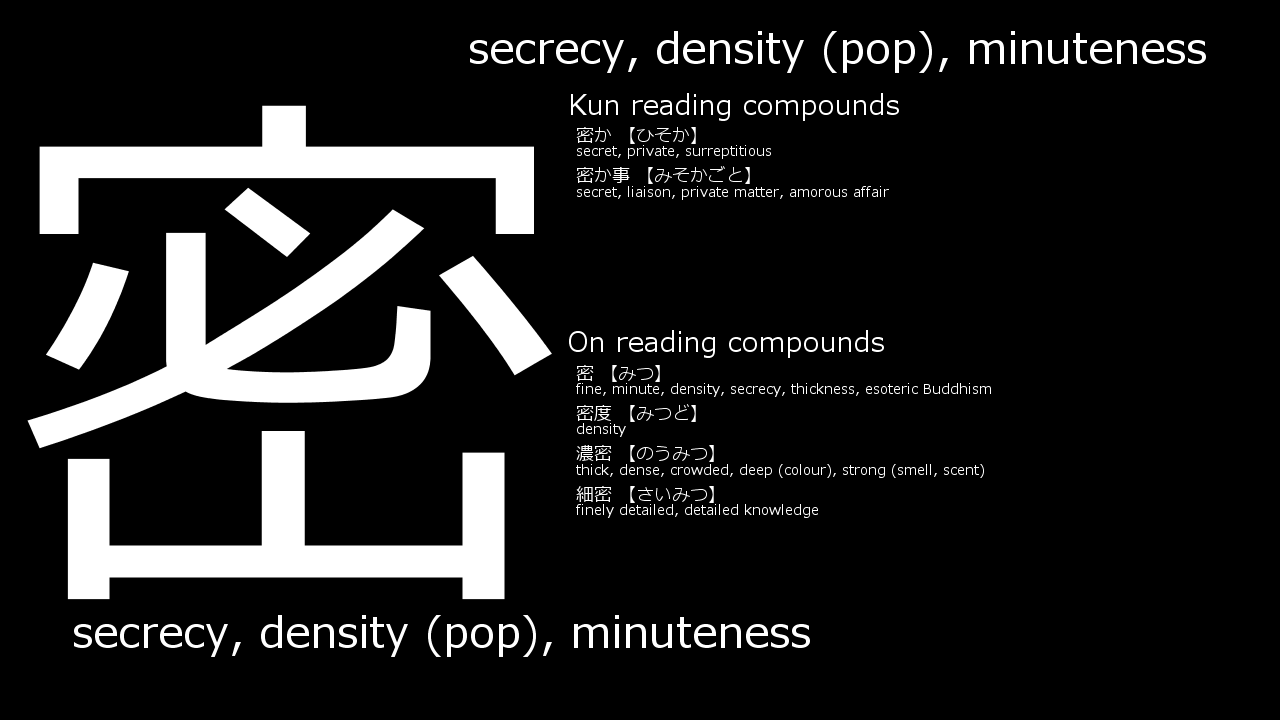 secrecy, density (pop), minuteness
密
Kun reading compounds
密か 【ひそか】
secret, private, surreptitious
密か事 【みそかごと】
secret, liaison, private matter, amorous affair
On reading compounds
密 【みつ】
fine, minute, density, secrecy, thickness, esoteric Buddhism
密度 【みつど】
density
濃密 【のうみつ】
thick, dense, crowded, deep (colour), strong (smell, scent)
細密 【さいみつ】
finely detailed, detailed knowledge
secrecy, density (pop), minuteness